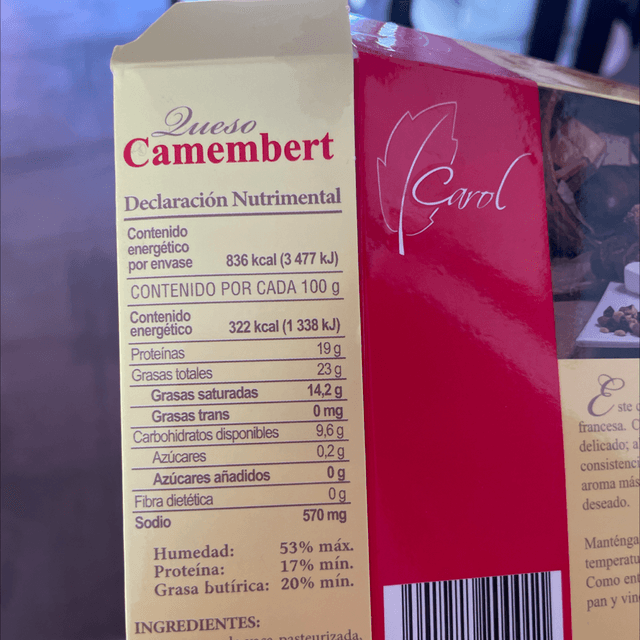 Queso
Camembert
Declaración Nutrimental
Contenido
energético
por envase 836 kcal (3 477 kJ)
CONTENIDO POR CADA 100 g
Contenido
energético 322 kcal (1 338 kJ)
Proteínas 19 g
Grasas totales 23 g
Grasas saturadas 14,2 g
Grasas trans 0 mg
Carbohidratos disponibles 9,6 g
Azúcares 0,2 g
Azúcares añadidos 0 g
Fibra dietética 0 g
Sodio 570 mg
Humedad: 53% máx.
Proteína: 17% mín.
Grasa butírica: 20% mín.
INGREDIENTES:
pasteurizada,
Carol
Este
francesa.
delicado; a
consistenci
aroma más
deseado.
Manténga
temperatu
Como ent
pan y vin